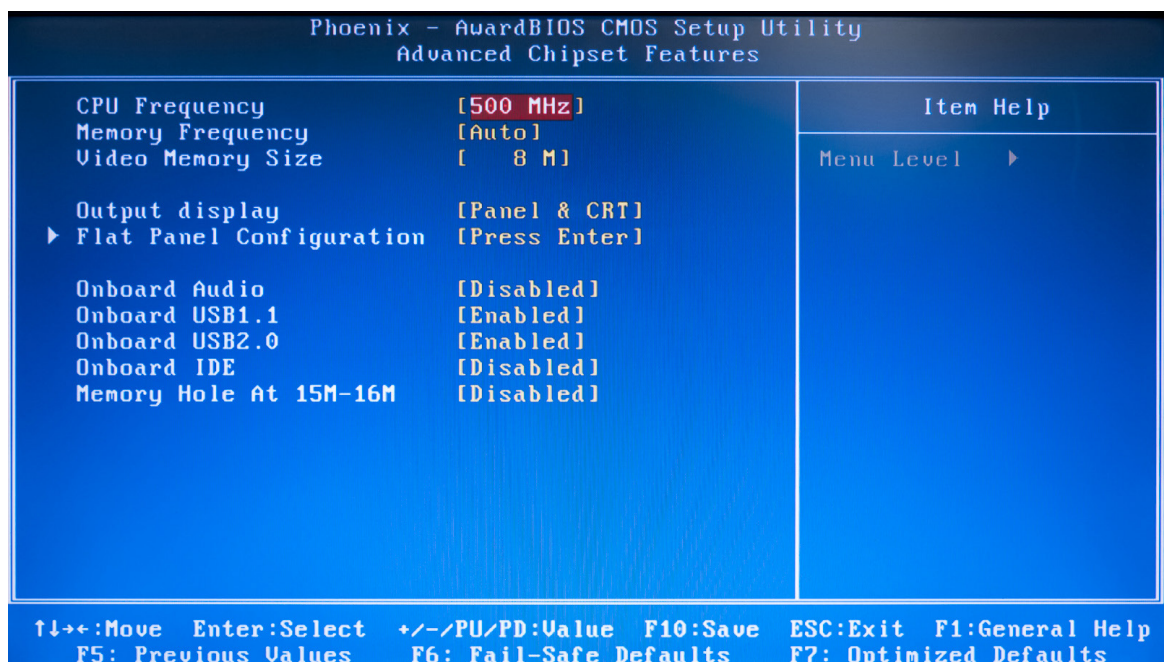 Phoenix - AwardBIOS CMOS Setup Utility
Advanced Chipset Features
CPU Frequency [500 MHz]
Memory Frequency [Auto]
Video Memory Size [ 8 M]
Output display [Panel & CRT]
▶ Flat Panel Configuration [Press Enter]
Onboard Audio [Disabled]
Onboard USB1.1 [Enabled]
Onboard USB2.0 [Enabled]
Onboard IDE [Disabled]
Memory Hole At 15M-16M [Disabled]
Item Help
Menu Level ▶
↑↓→←:Move Enter:Select +/-/PU/PD:Value F10:Save ESC:Exit F1:General Help
F5: Previous Values F6: Fail-Safe Defaults F7: Optimized Defaults